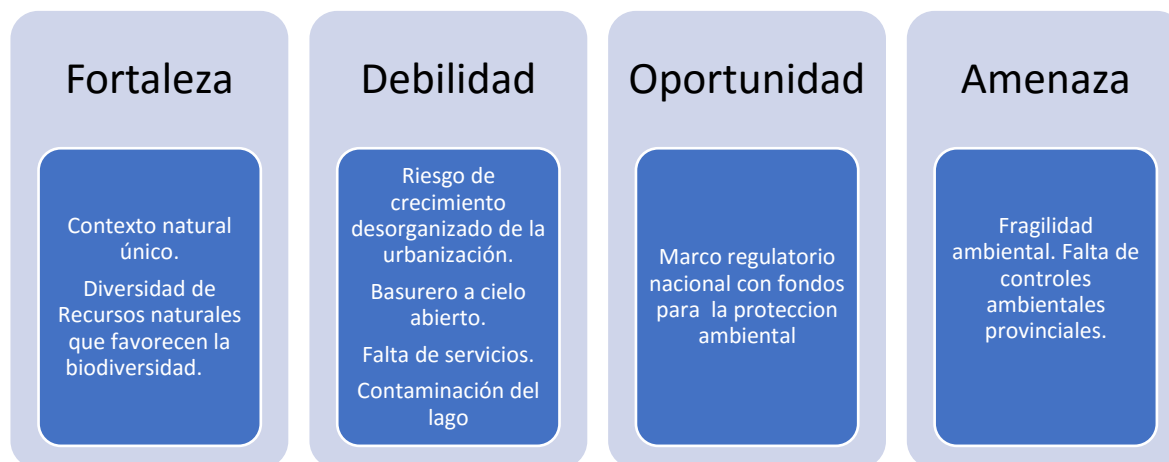 Fortaleza
Contexto natural
único.
Diversidad de
Recursos naturales
que favorecen la
biodiversidad.
Debilidad
Riesgo de
crecimiento
desorganizado de la
urbanización.
Basurero a cielo
abierto.
Falta de servicios.
Contaminación del
lago
Oportunidad
Marco regulatorio
nacional con fondos
para la proteccion
ambiental
Amenaza
Fragilidad
ambiental. Falta de
controles
ambientales
provinciales.